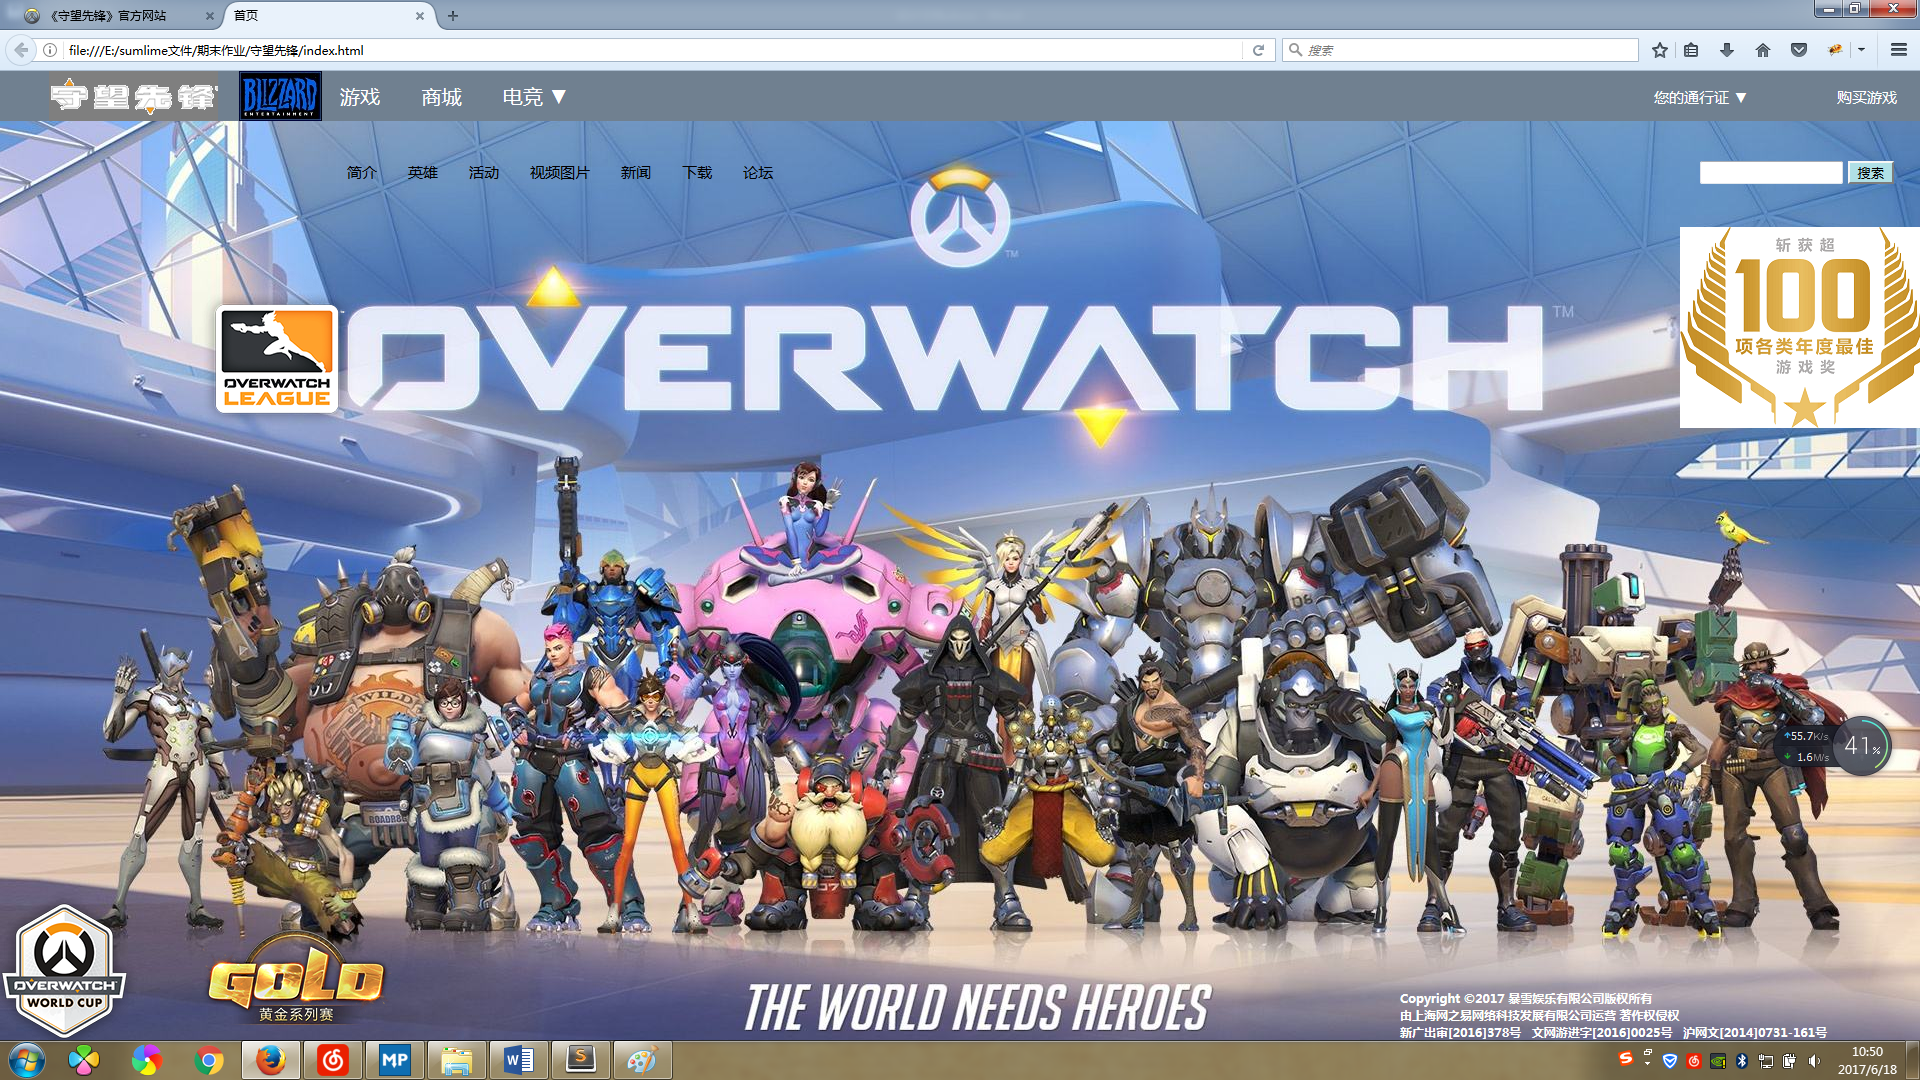 《守望先锋》官方网站
首页
file:///E:/sumlime文件/期末作业/守望先锋/index.html
搜索
守望先锋
BLIZZARD
ENTERTAINMENT
游戏 商城 电竞 ▼
您的通行证 ▼ 购买游戏
简介 英雄 活动 视频图片 新闻 下载 论坛
搜索
斩获超
100
项各类年度最佳
游戏奖
OVERWATCH
LEAGUE
OVERWATCH™
↑55.7K/s
↓ 1.6M/s
41%
OVERWATCH
WORLD CUP
GOLD
黄金系列赛
THE WORLD NEEDS HEROES
Copyright ©2017 暴雪娱乐有限公司版权所有
由上海网之易网络科技发展有限公司运营 著作权侵权
新广出审[2016]378号 文网游进字[2016]0025号 沪网文[2014]0731-161号
MP
10:50
2017/6/18